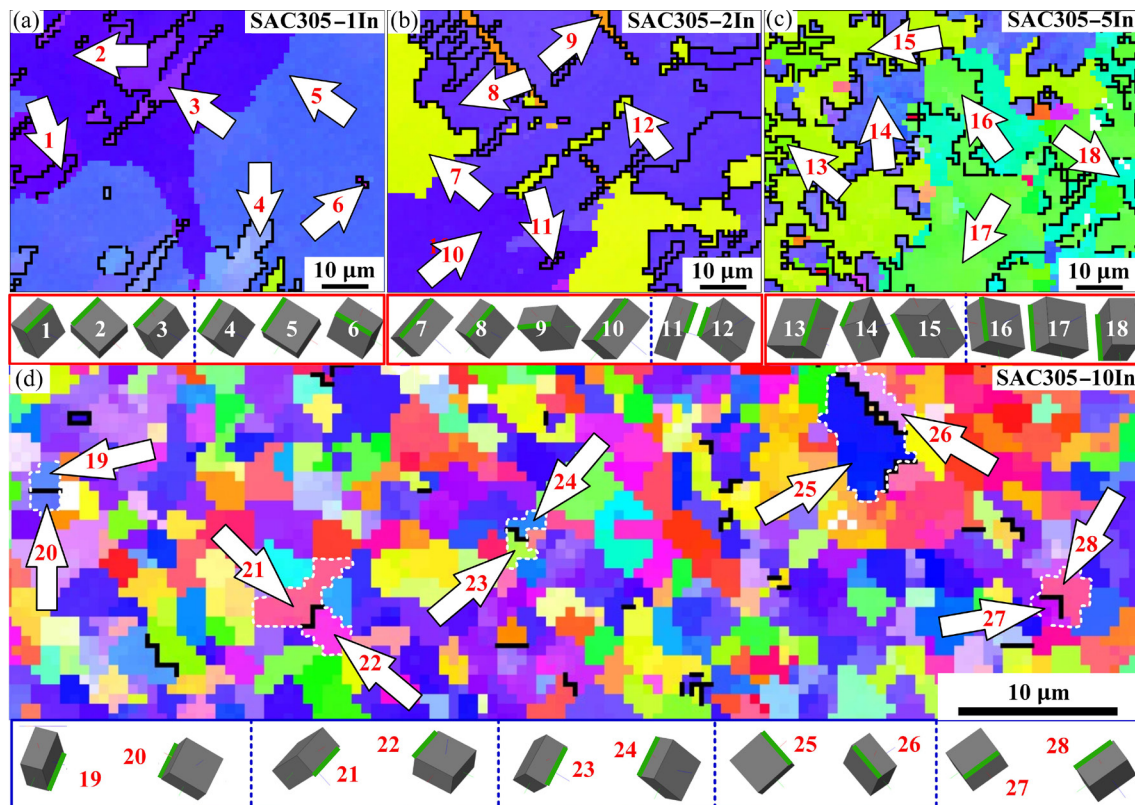 (a) SAC305-1In
2
3
5
1
4
6
10 μm
(b) SAC305-2In
9
8
12
7
11
10
10 μm
(c) SAC305-5In
15
16
14
18
13
17
10 μm
1 2 3 4 5 6
7 8 9 10 11 12
13 14 15 16 17 18
(d) SAC305-10In
26
19
24
25
28
20
21
23
27
22
10 μm
19 20 21 22 23 24 25 26 27 28